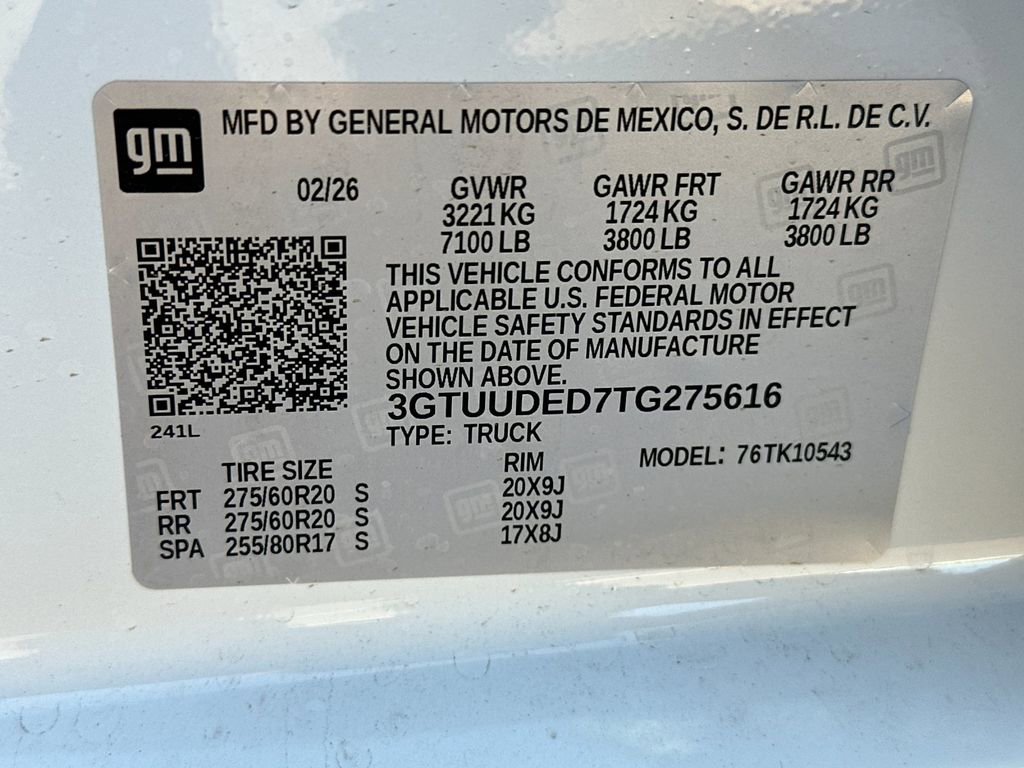 gm
MFD BY GENERAL MOTORS DE MEXICO, S. DE R.L. DE C.V.
02/26 GVWR GAWR FRT GAWR RR
3221 KG 1724 KG 1724 KG
7100 LB 3800 LB 3800 LB
THIS VEHICLE CONFORMS TO ALL
APPLICABLE U.S. FEDERAL MOTOR
VEHICLE SAFETY STANDARDS IN EFFECT
ON THE DATE OF MANUFACTURE
SHOWN ABOVE.
3GTUUDED7TG275616
241L
TYPE: TRUCK
MODEL: 76TK10543
TIRE SIZE RIM
FRT 275/60R20 S 20X9J
RR 275/60R20 S 20X9J
SPA 255/80R17 S 17X8J